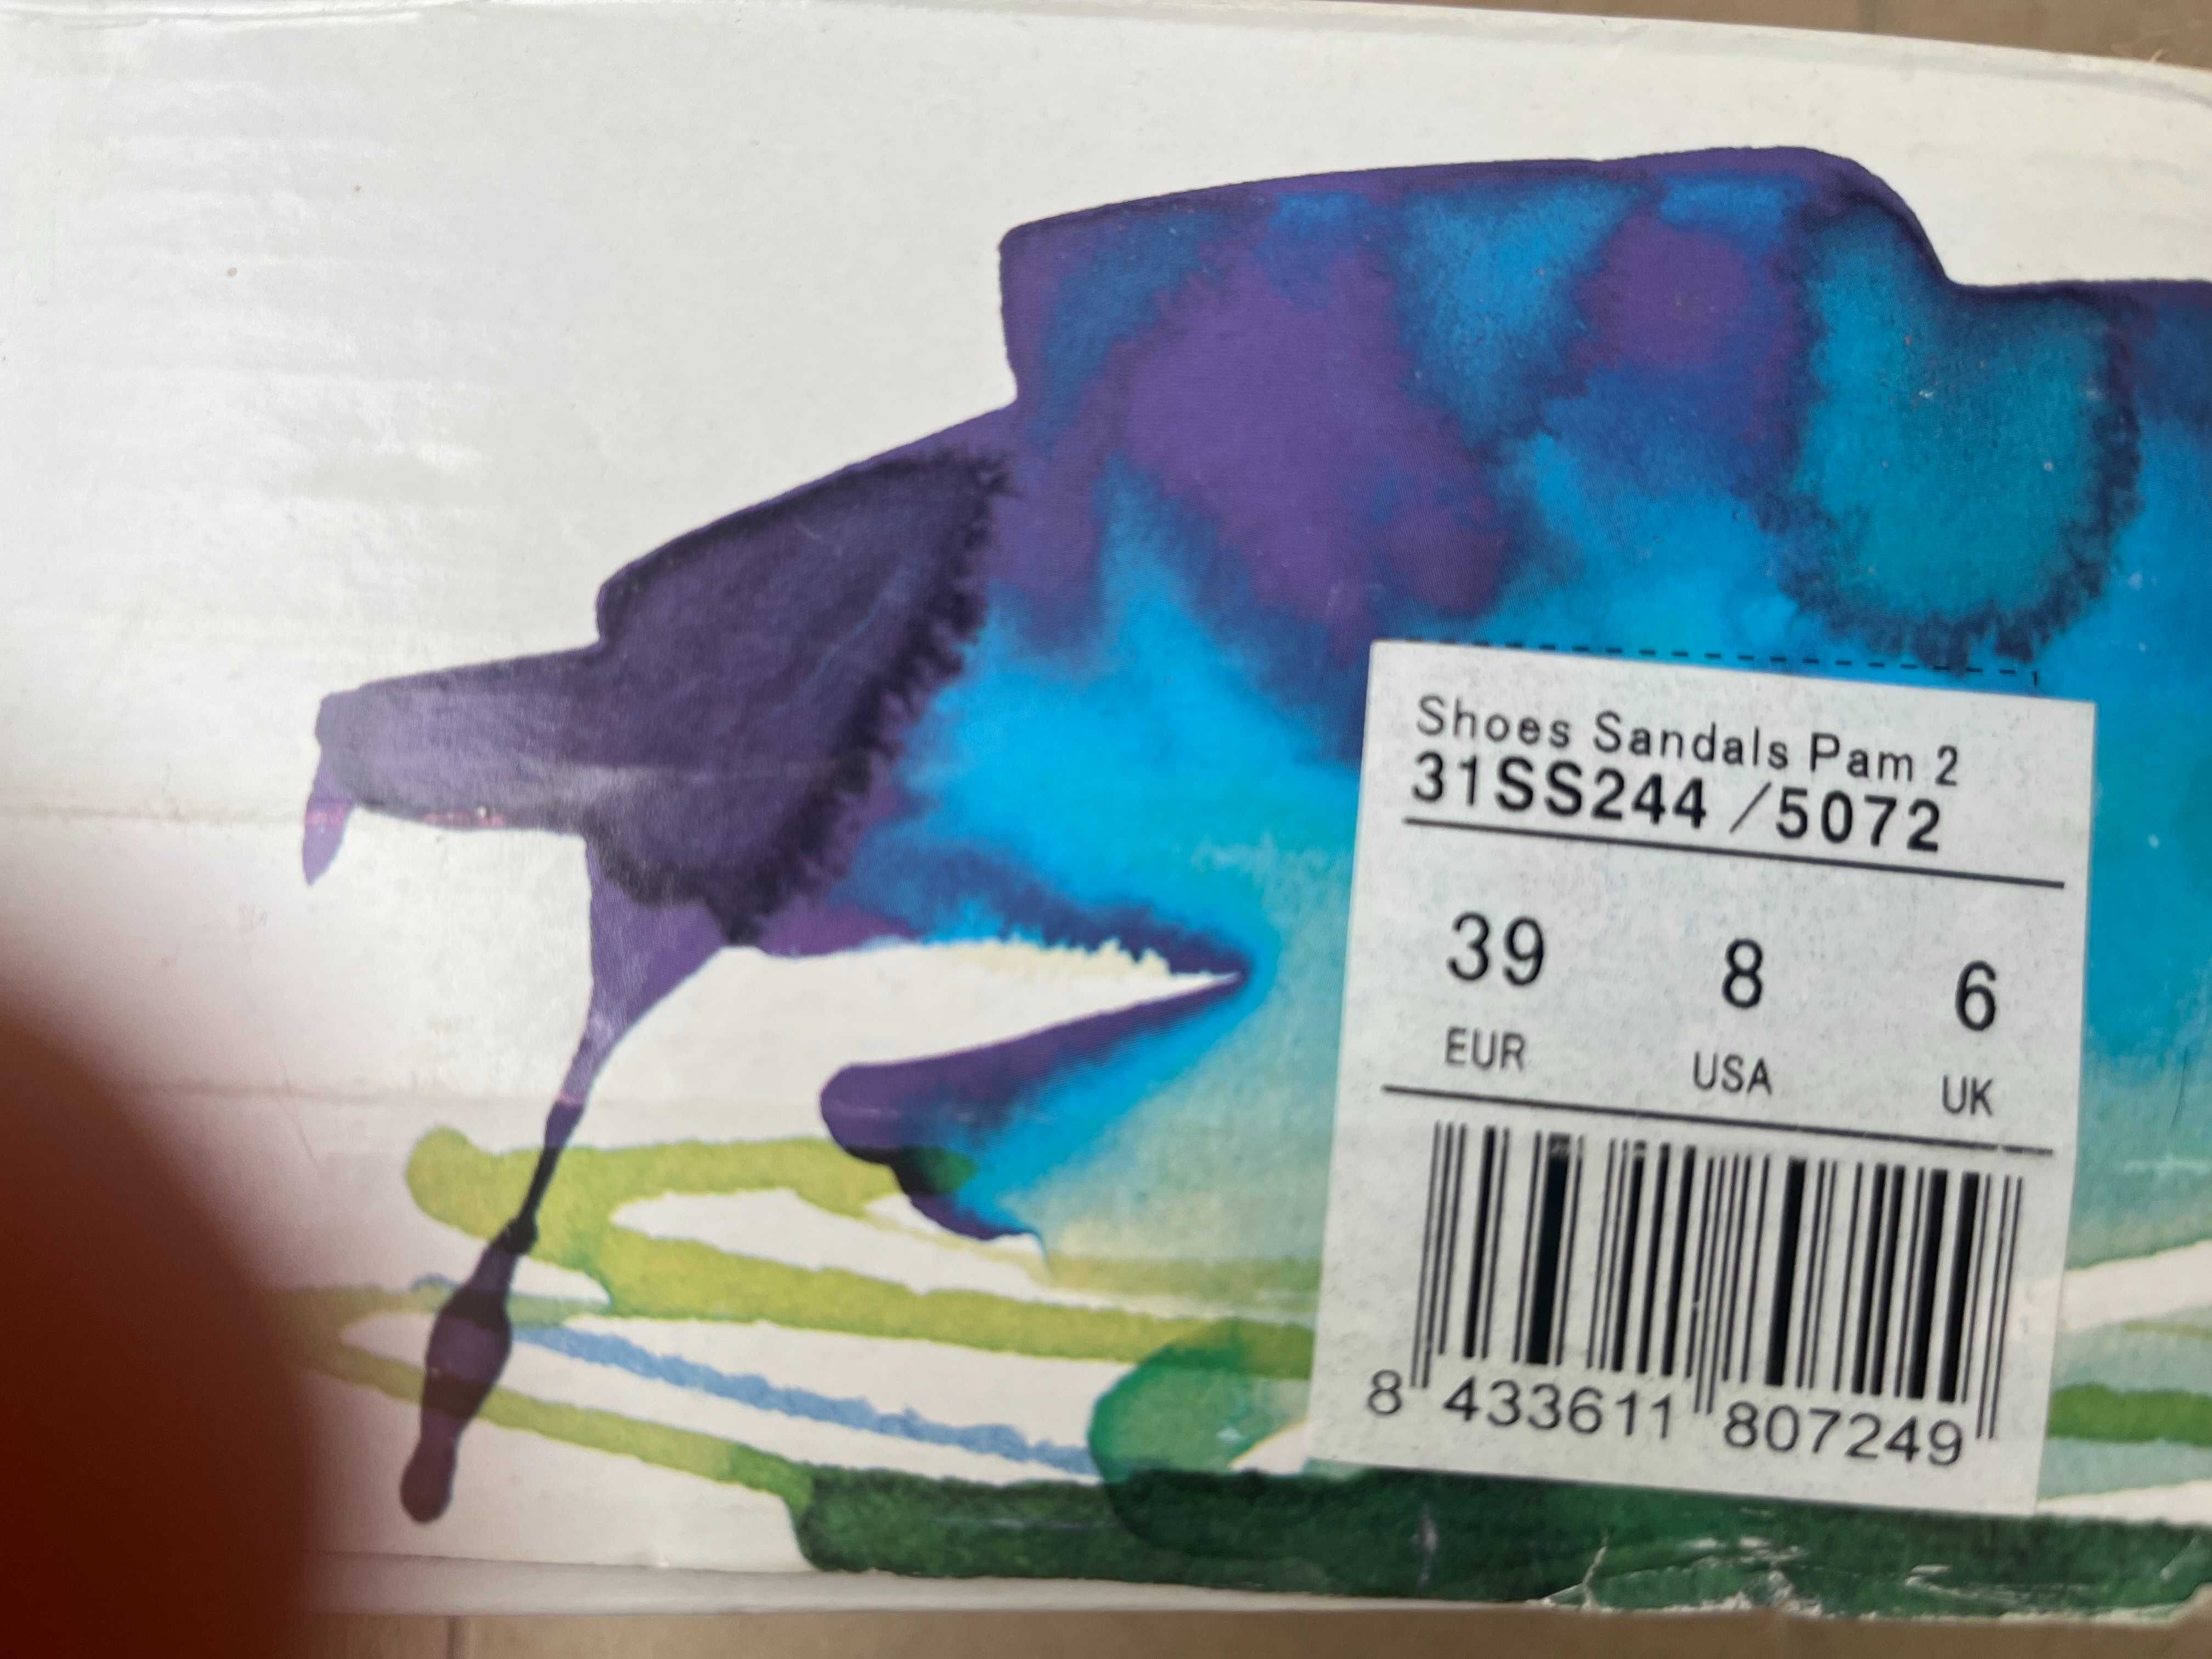 Shoes Sandals Pam 2
31SS244 /5072
39 8 6
EUR USA UK
8 433611 807249